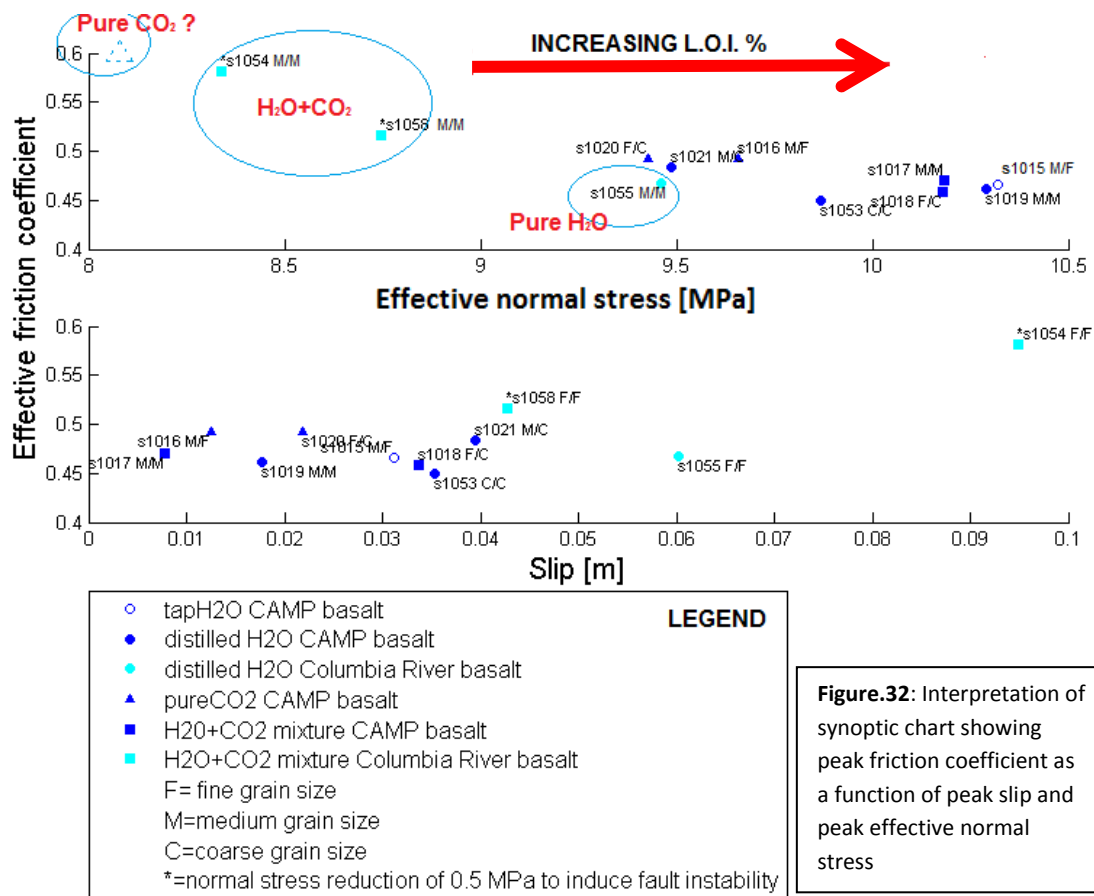 Pure CO2 ?
INCREASING L.O.I. %
*s1054 M/M
H2O+CO2
*s1058 M/M
s1020 F/C
s1016 M/F
s1021 M/C
s1055 M/M
Pure H2O
s1053 C/C
s1017 M/M
s1018 F/C
s1015 M/F
s1019 M/M
0.6
0.55
0.5
0.45
0.4
8
8.5
9
9.5
10
10.5
Effective normal stress [MPa]
Effective friction coefficient
0.6
0.55
0.5
0.45
0.4
*s1054 F/F
*s1058 F/F
s1021 M/C
s1016 M/F
s1020 F/C
s1015 M/F
s1018 F/C
s1017 M/M
s1019 M/M
s1053 C/C
s1055 F/F
0
0.01
0.02
0.03
0.04
0.05
0.06
0.07
0.08
0.09
0.1
Slip [m]
LEGEND
tapH2O CAMP basalt
distilled H2O CAMP basalt
distilled H2O Columbia River basalt
pureCO2 CAMP basalt
H20+CO2 mixture CAMP basalt
H2O+CO2 mixture Columbia River basalt
F= fine grain size
M=medium grain size
C=coarse grain size
*=normal stress reduction of 0.5 MPa to induce fault instability
Figure.32: Interpretation of
synoptic chart showing
peak friction coefficient as
a function of peak slip and
peak effective normal
stress